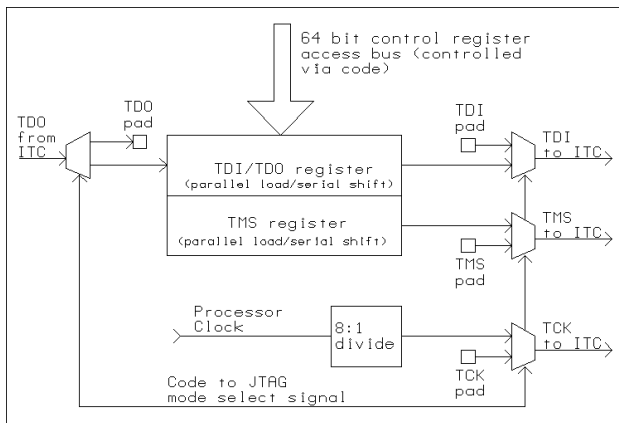 64 bit control register
access bus (controlled
via code)
TDO
from
ITC
TDO
pad
TDI
pad
TDI
to ITC
TDI/TDO register
(parallel load/serial shift)
TMS register
(parallel load/serial shift)
TMS
to ITC
TMS
pad
Processor
Clock
8:1
divide
TCK
to ITC
TCK
pad
Code to JTAG
mode select signal